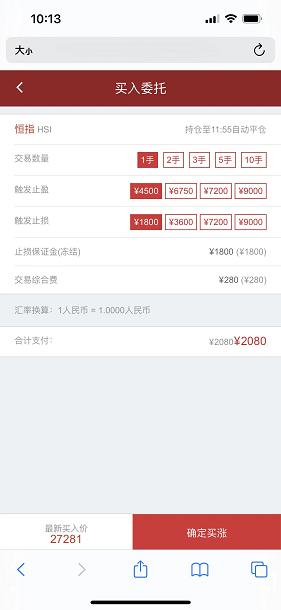 10:13
大小
买入委托
恒指 HSI 持仓至11:55自动平仓
交易数量 1手 2手 3手 5手 10手
触发止盈 ¥4500 ¥6750 ¥7200 ¥9000
触发止损 ¥1800 ¥3600 ¥7200 ¥9000
止损保证金(冻结) ¥1800 (¥1800)
交易综合费 ¥280 (¥280)
汇率换算：1人民币 = 1.0000人民币
合计支付： ¥2080¥2080
最新买入价
27281
确定买涨